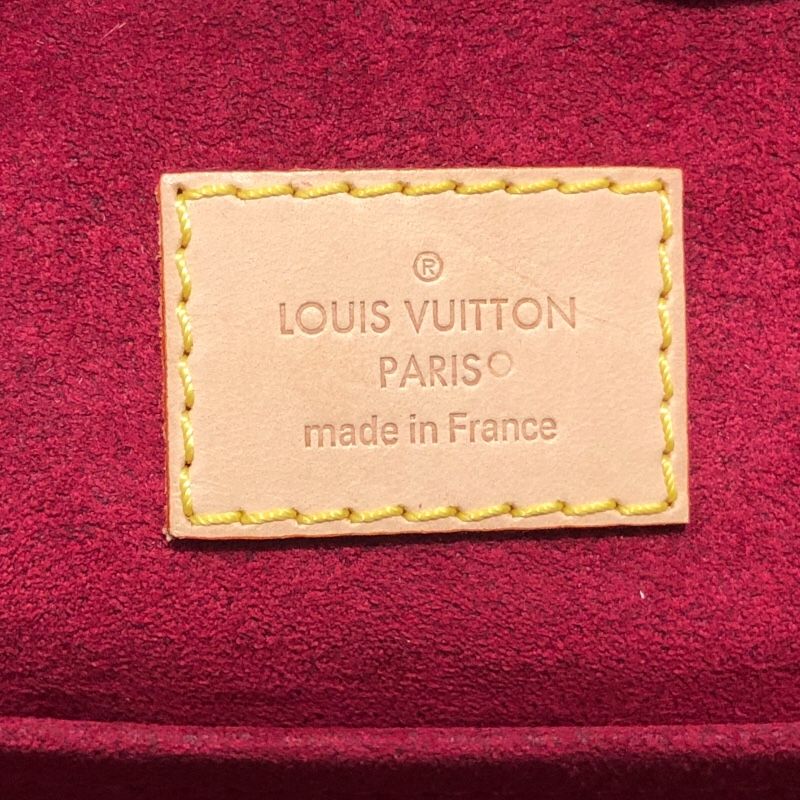 ®
LOUIS VUITTON
PARIS○
made in France